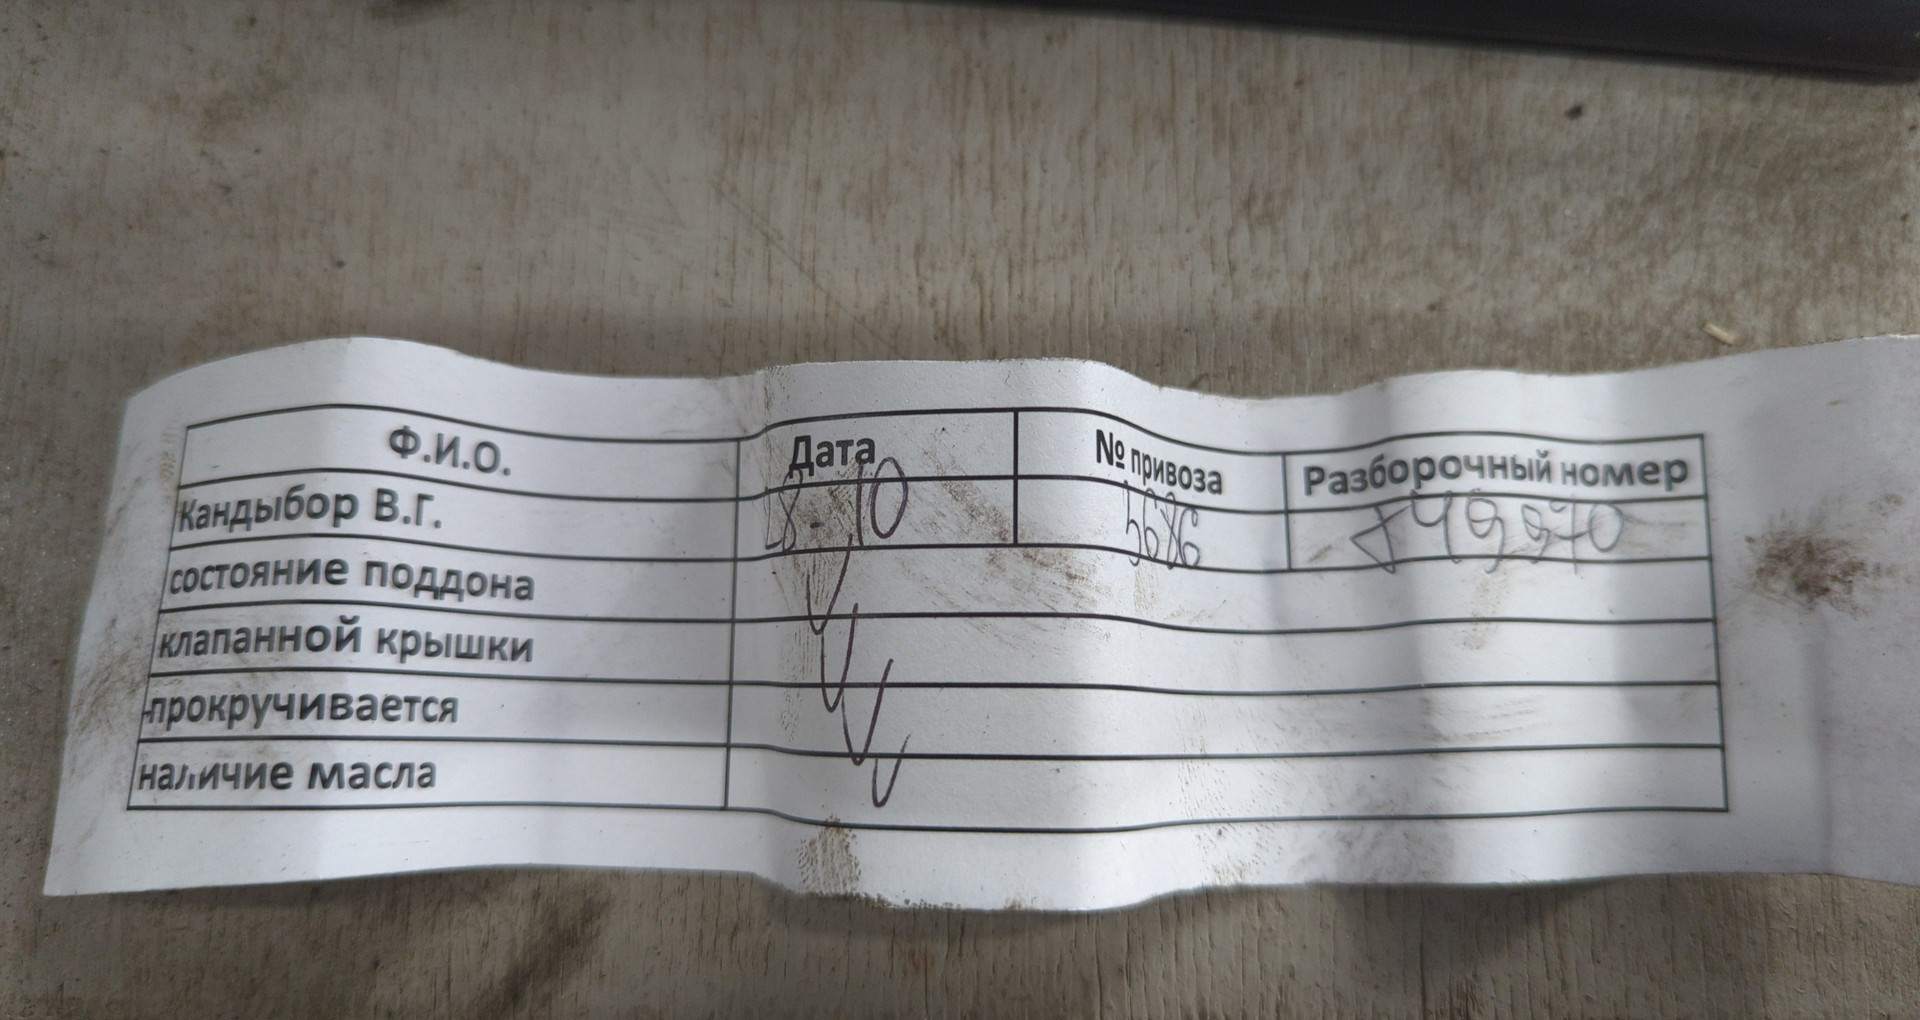 Ф.И.О. Дата № привоза Разборочный номер
Кандыбор В.Г. 28.10 5686
состояние поддона
клапанной крышки
-прокручивается
наличие масла